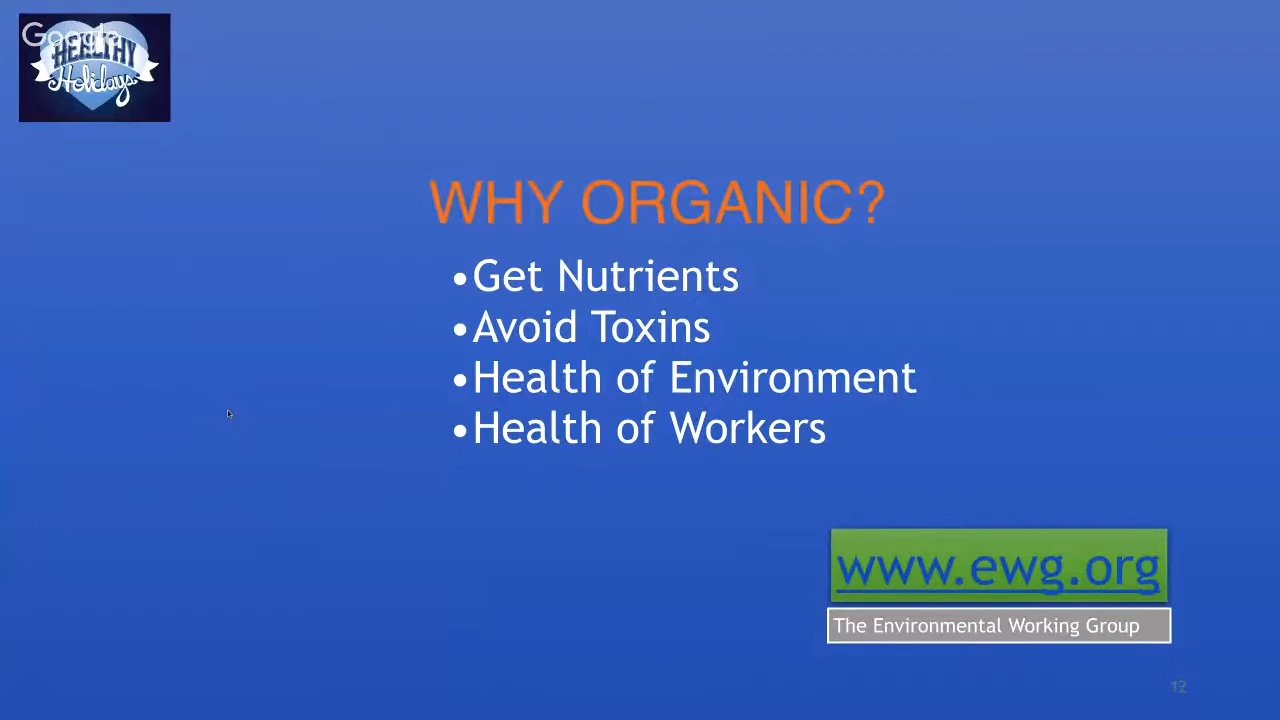 Google
HEALTHY
Holidays
WHY ORGANIC?
•Get Nutrients
•Avoid Toxins
•Health of Environment
•Health of Workers
www.ewg.org
The Environmental Working Group
12